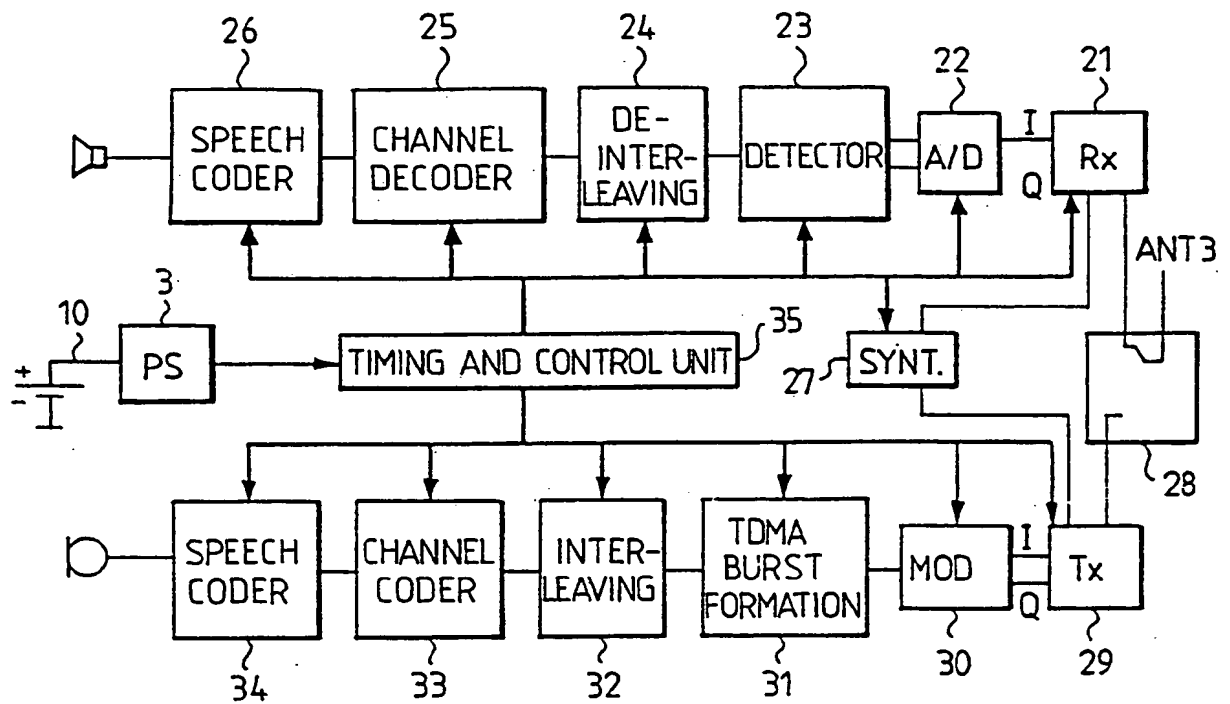 26
25
24
23
22
21
SPEECH
CODER
CHANNEL
DECODER
DE-
INTER-
LEAVING
DETECTOR
A/D
I
Q
Rx
ANT3
10
3
+
-
PS
TIMING AND CONTROL UNIT
35
27
SYNT.
28
SPEECH
CODER
CHANNEL
CODER
INTER-
LEAVING
TDMA
BURST
FORMATION
MOD
I
Q
Tx
34
33
32
31
30
29